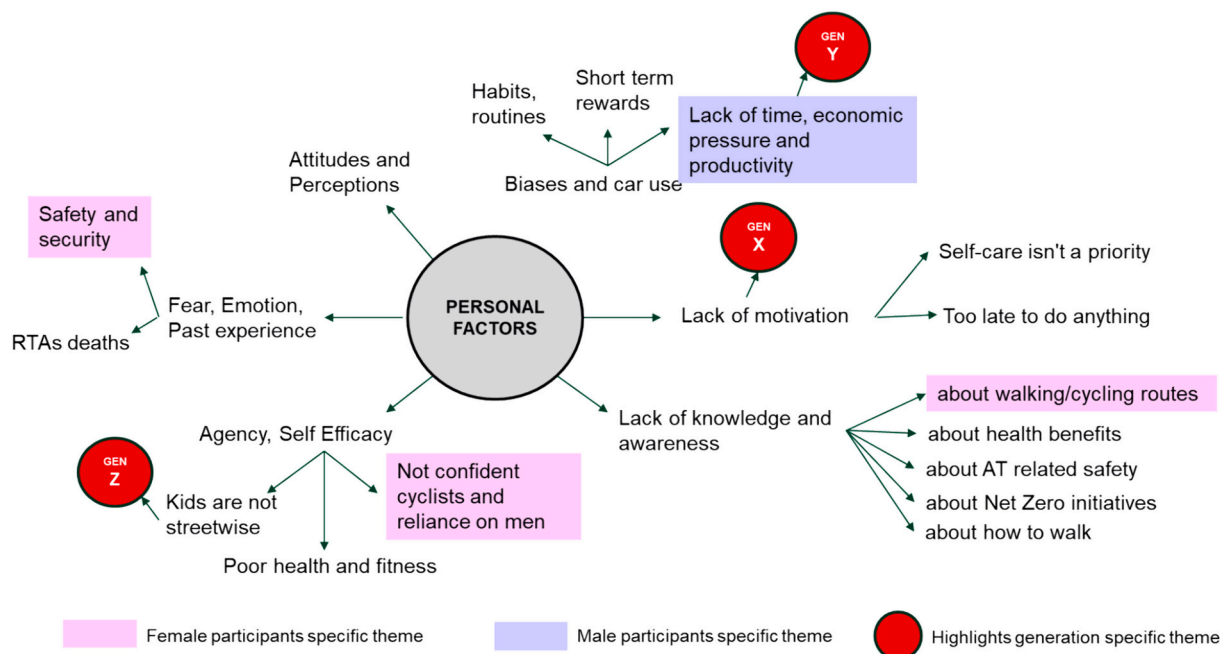 GEN
Y
Habits,
routines
Short term
rewards
Lack of time, economic
pressure and
productivity
Biases and car use
Attitudes and
Perceptions
Safety and
security
GEN
X
Self-care isn't a priority
Fear, Emotion,
Past experience
RTAs deaths
PERSONAL
FACTORS
Lack of motivation
Too late to do anything
Lack of knowledge and
awareness
about walking/cycling routes
about health benefits
about AT related safety
about Net Zero initiatives
about how to walk
Agency, Self Efficacy
GEN
Z
Kids are not
streetwise
Not confident
cyclists and
reliance on men
Poor health and fitness
Female participants specific theme
Male participants specific theme
Highlights generation specific theme